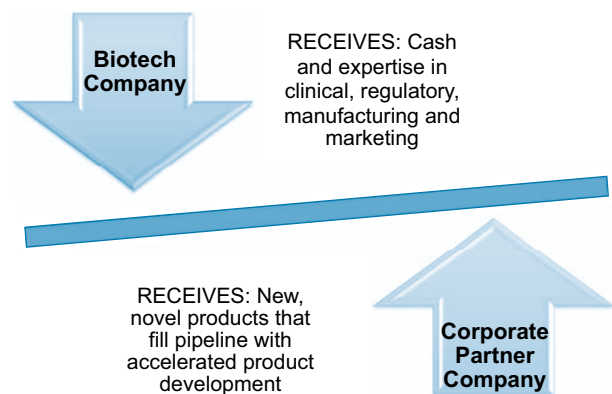 Biotech
Company
RECEIVES: Cash
and expertise in
clinical, regulatory,
manufacturing and
marketing
RECEIVES: New,
novel products that
fill pipeline with
accelerated product
development
Corporate
Partner
Company